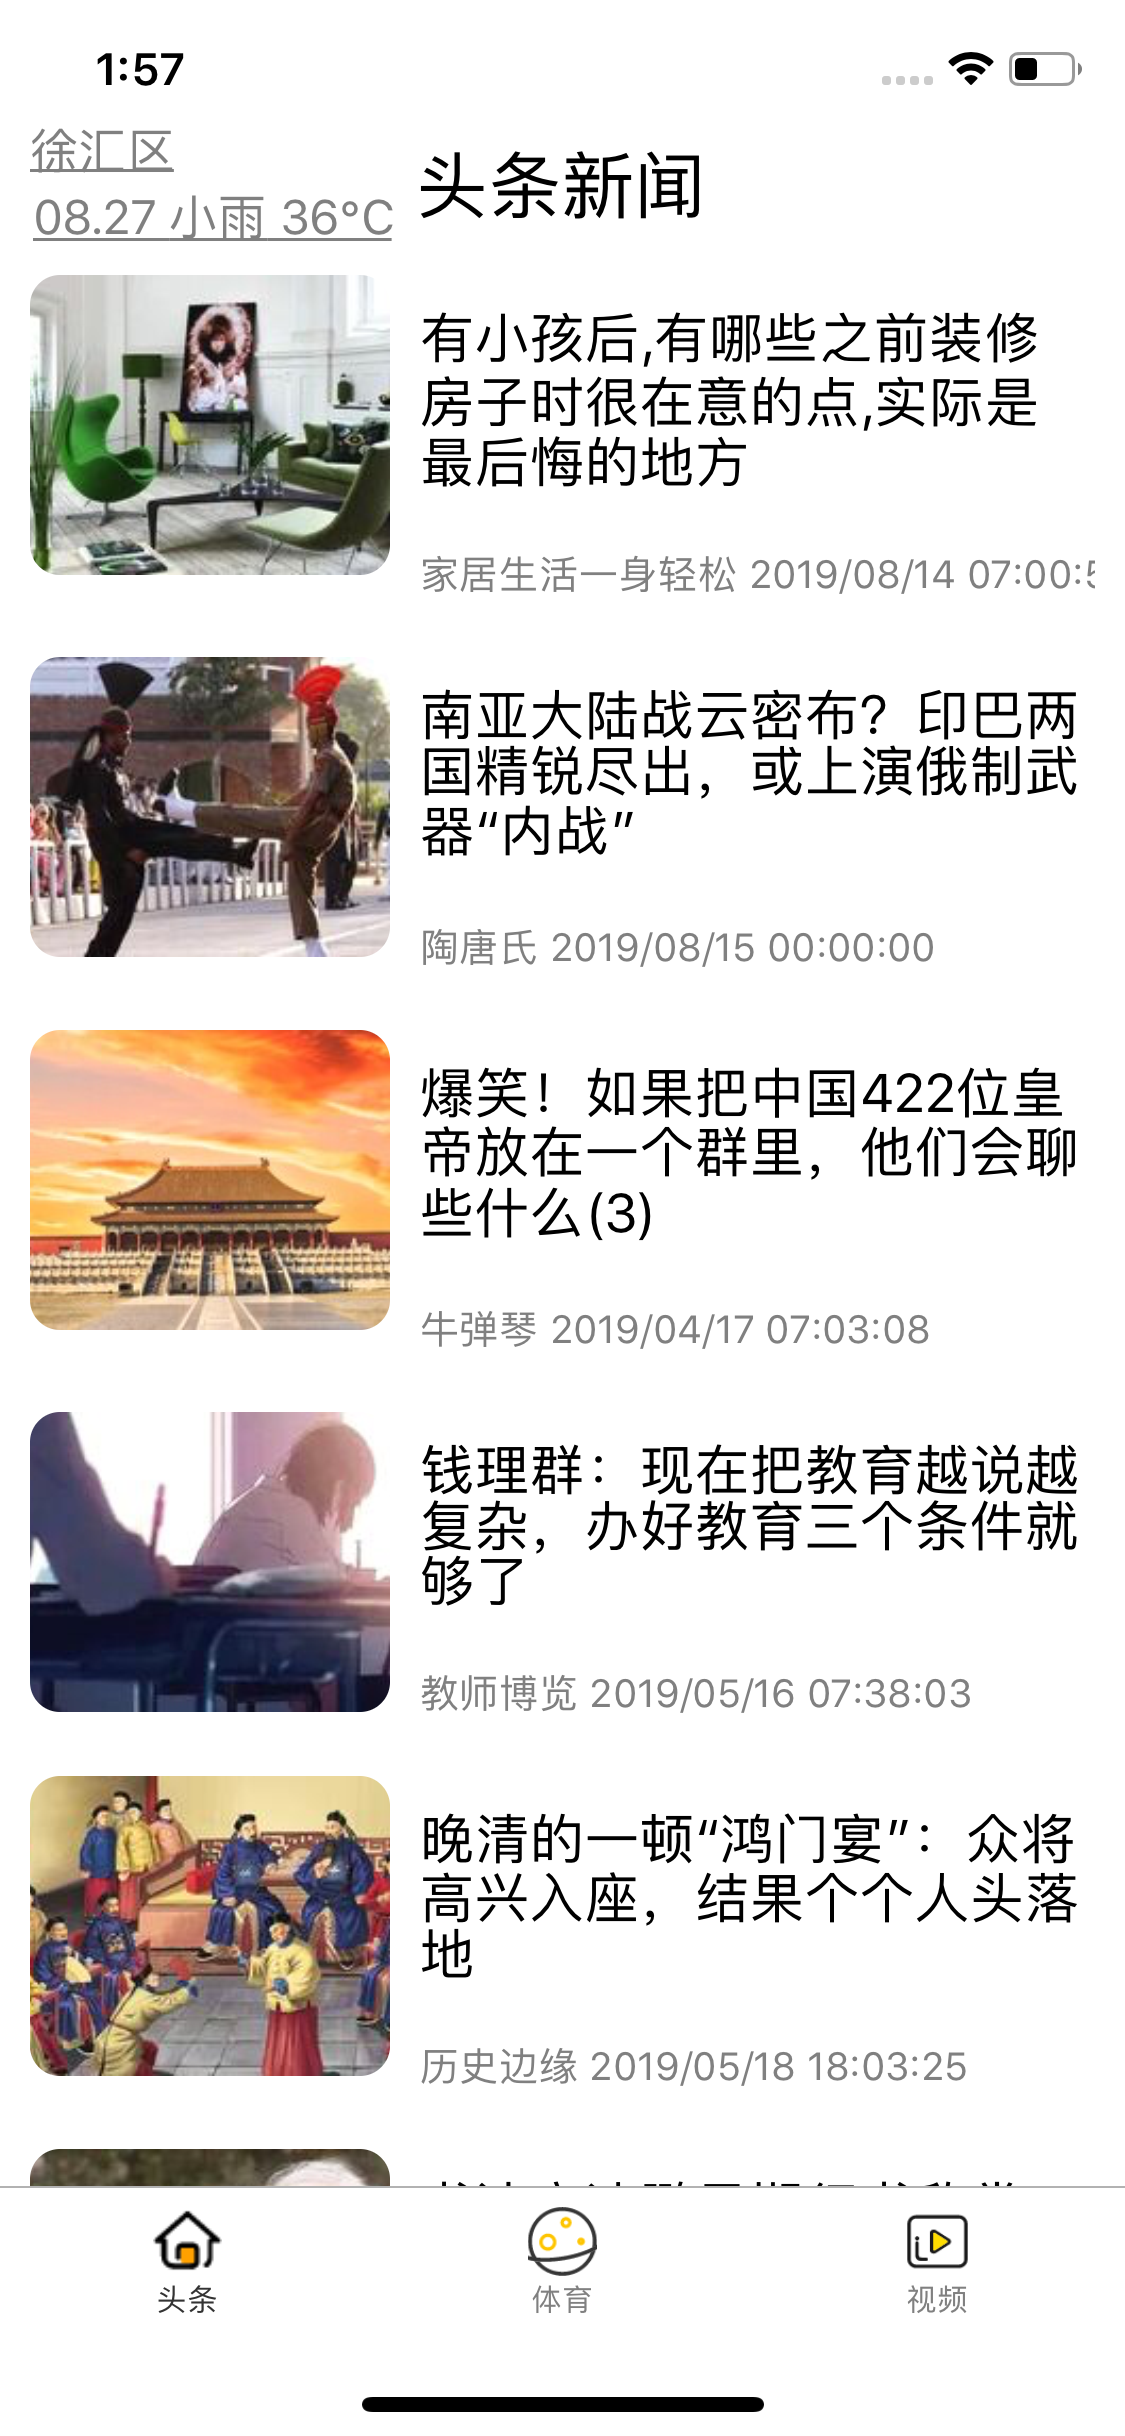 1:57
徐汇区
08.27 小雨 36°C
头条新闻
有小孩后,有哪些之前装修
房子时很在意的点,实际是
最后悔的地方
家居生活一身轻松 2019/08/14 07:00:5
南亚大陆战云密布？印巴两
国精锐尽出，或上演俄制武
器“内战”
陶唐氏 2019/08/15 00:00:00
爆笑！如果把中国422位皇
帝放在一个群里，他们会聊
些什么(3)
牛弹琴 2019/04/17 07:03:08
钱理群：现在把教育越说越
复杂，办好教育三个条件就
够了
教师博览 2019/05/16 07:38:03
晚清的一顿“鸿门宴”：众将
高兴入座，结果个个人头落
地
历史边缘 2019/05/18 18:03:25
头条
体育
视频